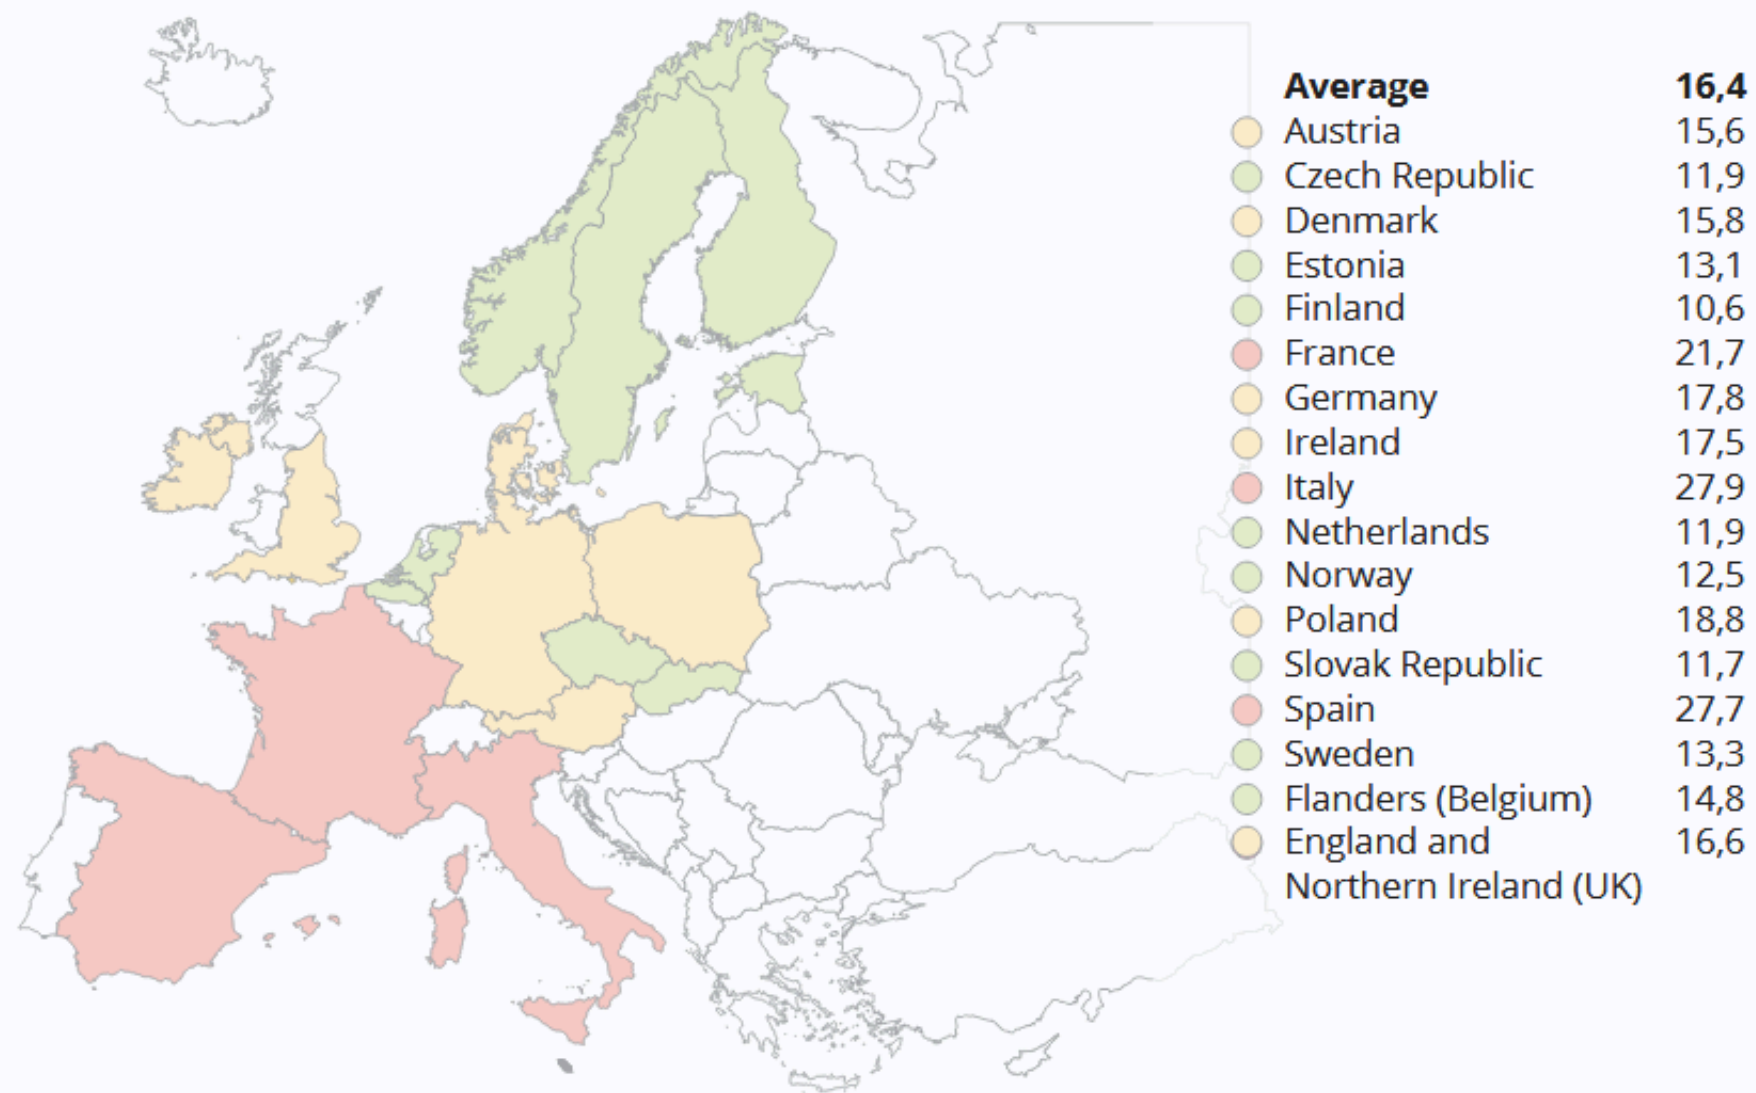 Average 16,4
Austria 15,6
Czech Republic 11,9
Denmark 15,8
Estonia 13,1
Finland 10,6
France 21,7
Germany 17,8
Ireland 17,5
Italy 27,9
Netherlands 11,9
Norway 12,5
Poland 18,8
Slovak Republic 11,7
Spain 27,7
Sweden 13,3
Flanders (Belgium) 14,8
England and 16,6
Northern Ireland (UK)